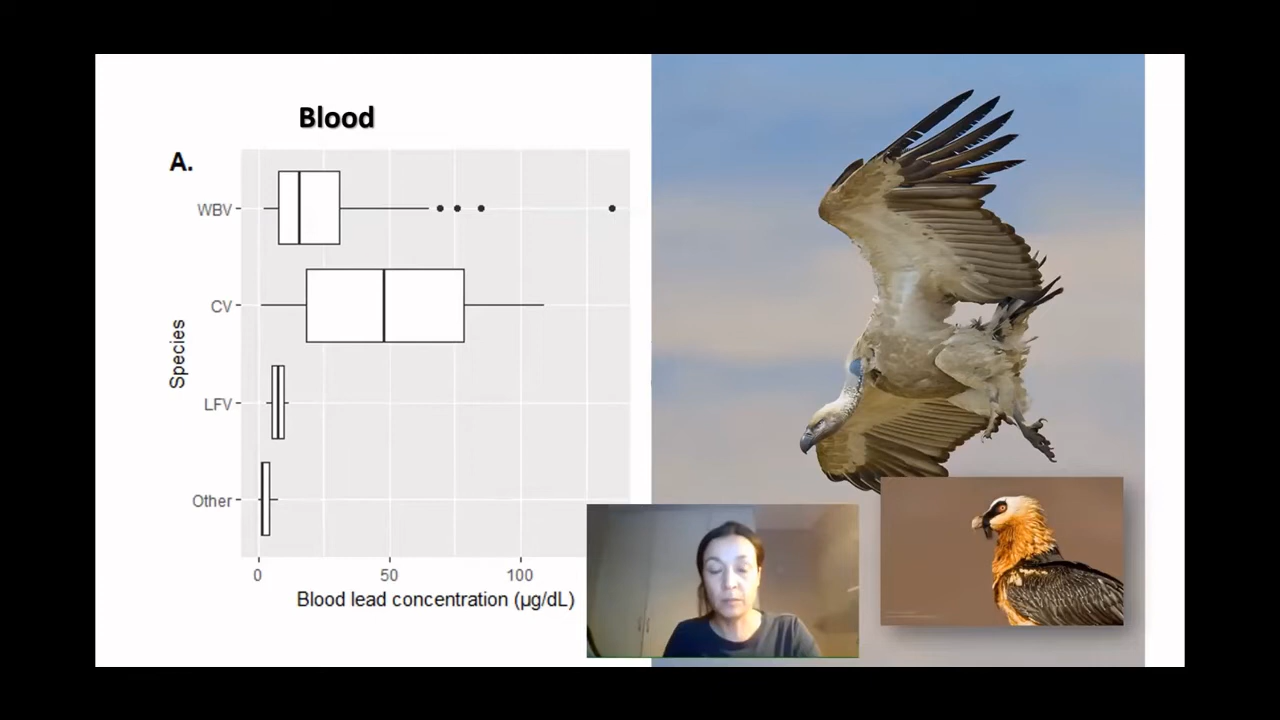 Blood
A.
WBV
CV
LFV
Other
Species
0
50
100
Blood lead concentration (µg/dL)